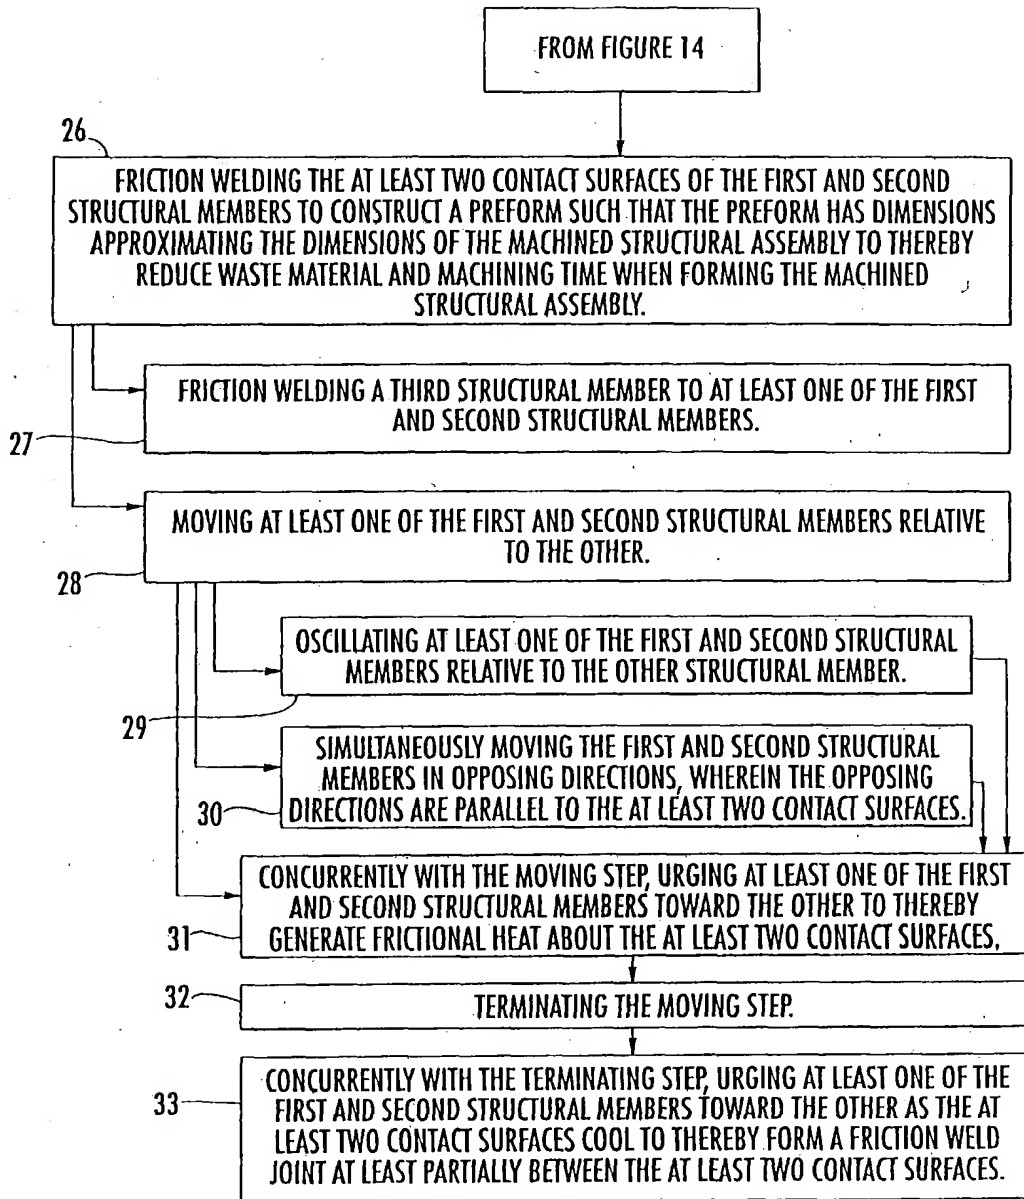 FROM FIGURE 14
26
FRICTION WELDING THE AT LEAST TWO CONTACT SURFACES OF THE FIRST AND SECOND
STRUCTURAL MEMBERS TO CONSTRUCT A PREFORM SUCH THAT THE PREFORM HAS DIMENSIONS
APPROXIMATING THE DIMENSIONS OF THE MACHINED STRUCTURAL ASSEMBLY TO THEREBY
REDUCE WASTE MATERIAL AND MACHINING TIME WHEN FORMING THE MACHINED
STRUCTURAL ASSEMBLY.
FRICTION WELDING A THIRD STRUCTURAL MEMBER TO AT LEAST ONE OF THE FIRST
AND SECOND STRUCTURAL MEMBERS.
27
MOVING AT LEAST ONE OF THE FIRST AND SECOND STRUCTURAL MEMBERS RELATIVE
TO THE OTHER.
28
OSCILLATING AT LEAST ONE OF THE FIRST AND SECOND STRUCTURAL
MEMBERS RELATIVE TO THE OTHER STRUCTURAL MEMBER.
29
SIMULTANEOUSLY MOVING THE FIRST AND SECOND STRUCTURAL
MEMBERS IN OPPOSING DIRECTIONS, WHEREIN THE OPPOSING
DIRECTIONS ARE PARALLEL TO THE AT LEAST TWO CONTACT SURFACES.
30
CONCURRENTLY WITH THE MOVING STEP, URGING AT LEAST ONE OF THE FIRST
AND SECOND STRUCTURAL MEMBERS TOWARD THE OTHER TO THEREBY
GENERATE FRICTIONAL HEAT ABOUT THE AT LEAST TWO CONTACT SURFACES,
31
32
TERMINATING THE MOVING STEP.
CONCURRENTLY WITH THE TERMINATING STEP, URGING AT LEAST ONE OF THE
FIRST AND SECOND STRUCTURAL MEMBERS TOWARD THE OTHER AS THE AT
LEAST TWO CONTACT SURFACES COOL TO THEREBY FORM A FRICTION WELD
JOINT AT LEAST PARTIALLY BETWEEN THE AT LEAST TWO CONTACT SURFACES.
33